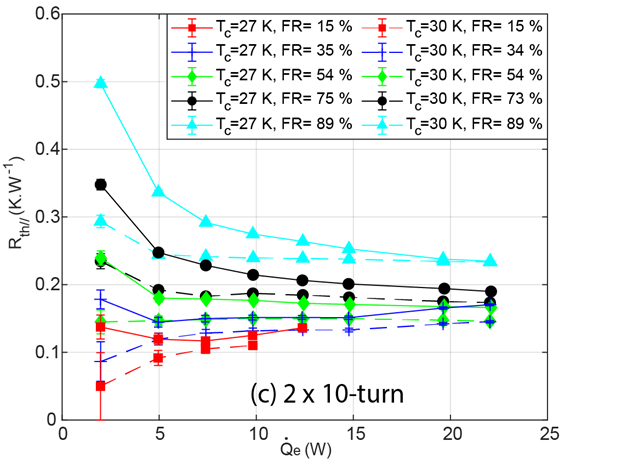 0.6
0.5
0.4
0.3
0.2
0.1
0
R_th// (K.W⁻¹)
T_c=27 K, FR= 15 %
T_c=27 K, FR= 35 %
T_c=27 K, FR= 54 %
T_c=27 K, FR= 75 %
T_c=27 K, FR= 89 %
T_c=30 K, FR= 15 %
T_c=30 K, FR= 34 %
T_c=30 K, FR= 54 %
T_c=30 K, FR= 73 %
T_c=30 K, FR= 89 %
(c) 2 x 10-turn
0 5 10 15 20 25
Q̇e (W)